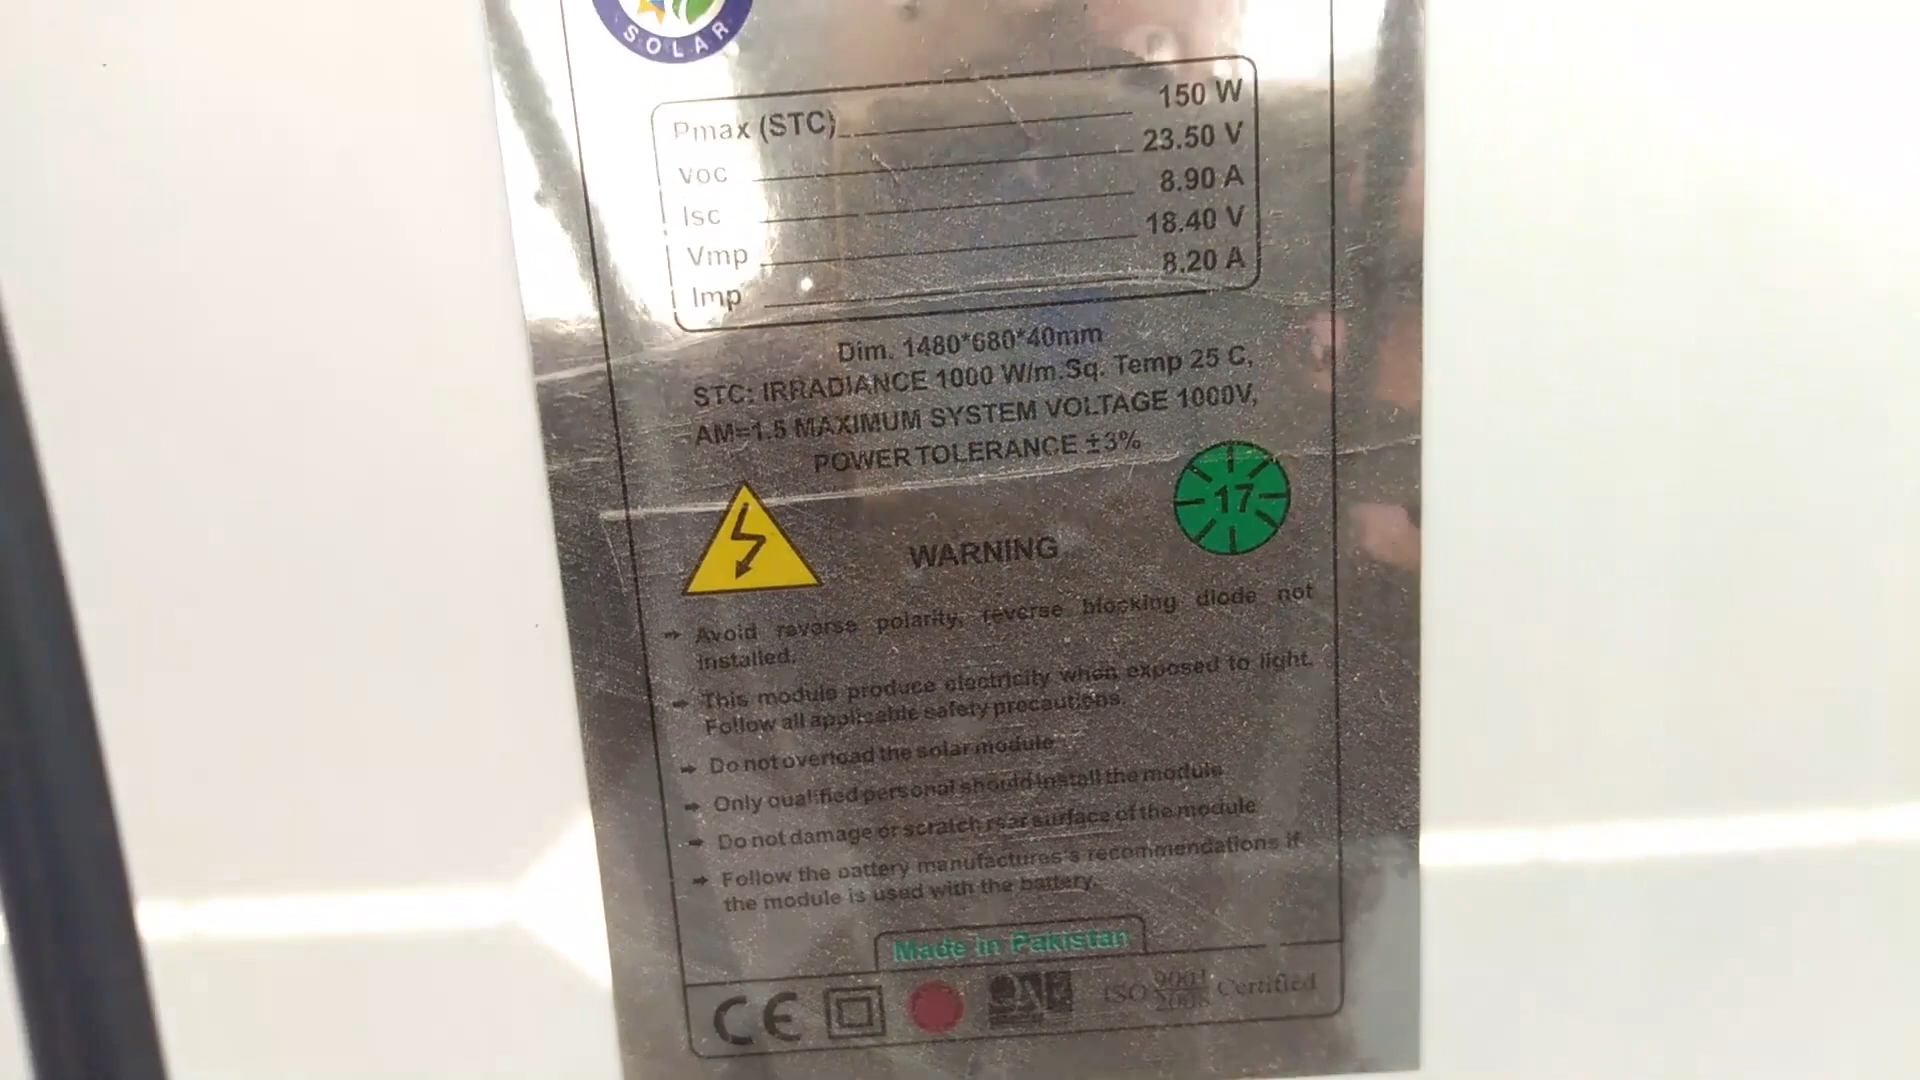 SOLAR
Pmax (STC) 150 W
Voc 23.50 V
Isc 8.90 A
Vmp 18.40 V
Imp 8.20 A
Dim. 1480*680*40mm
STC: IRRADIANCE 1000 W/m.Sq. Temp 25 C,
AM=1.5 MAXIMUM SYSTEM VOLTAGE 1000V,
POWER TOLERANCE ±3%
17
WARNING
Avoid reverse polarity, reverse blocking diode not
installed.
This module produce electricity when exposed to light.
Follow all applicable safety precautions.
Do not overload the solar module
Only qualified personal should install the module
Do not damage or scratch rear surface of the module
Follow the battery manufactures's recommendations if
the module is used with the battery.
Made in Pakistan
CE
ISO 9001 2008 Certified